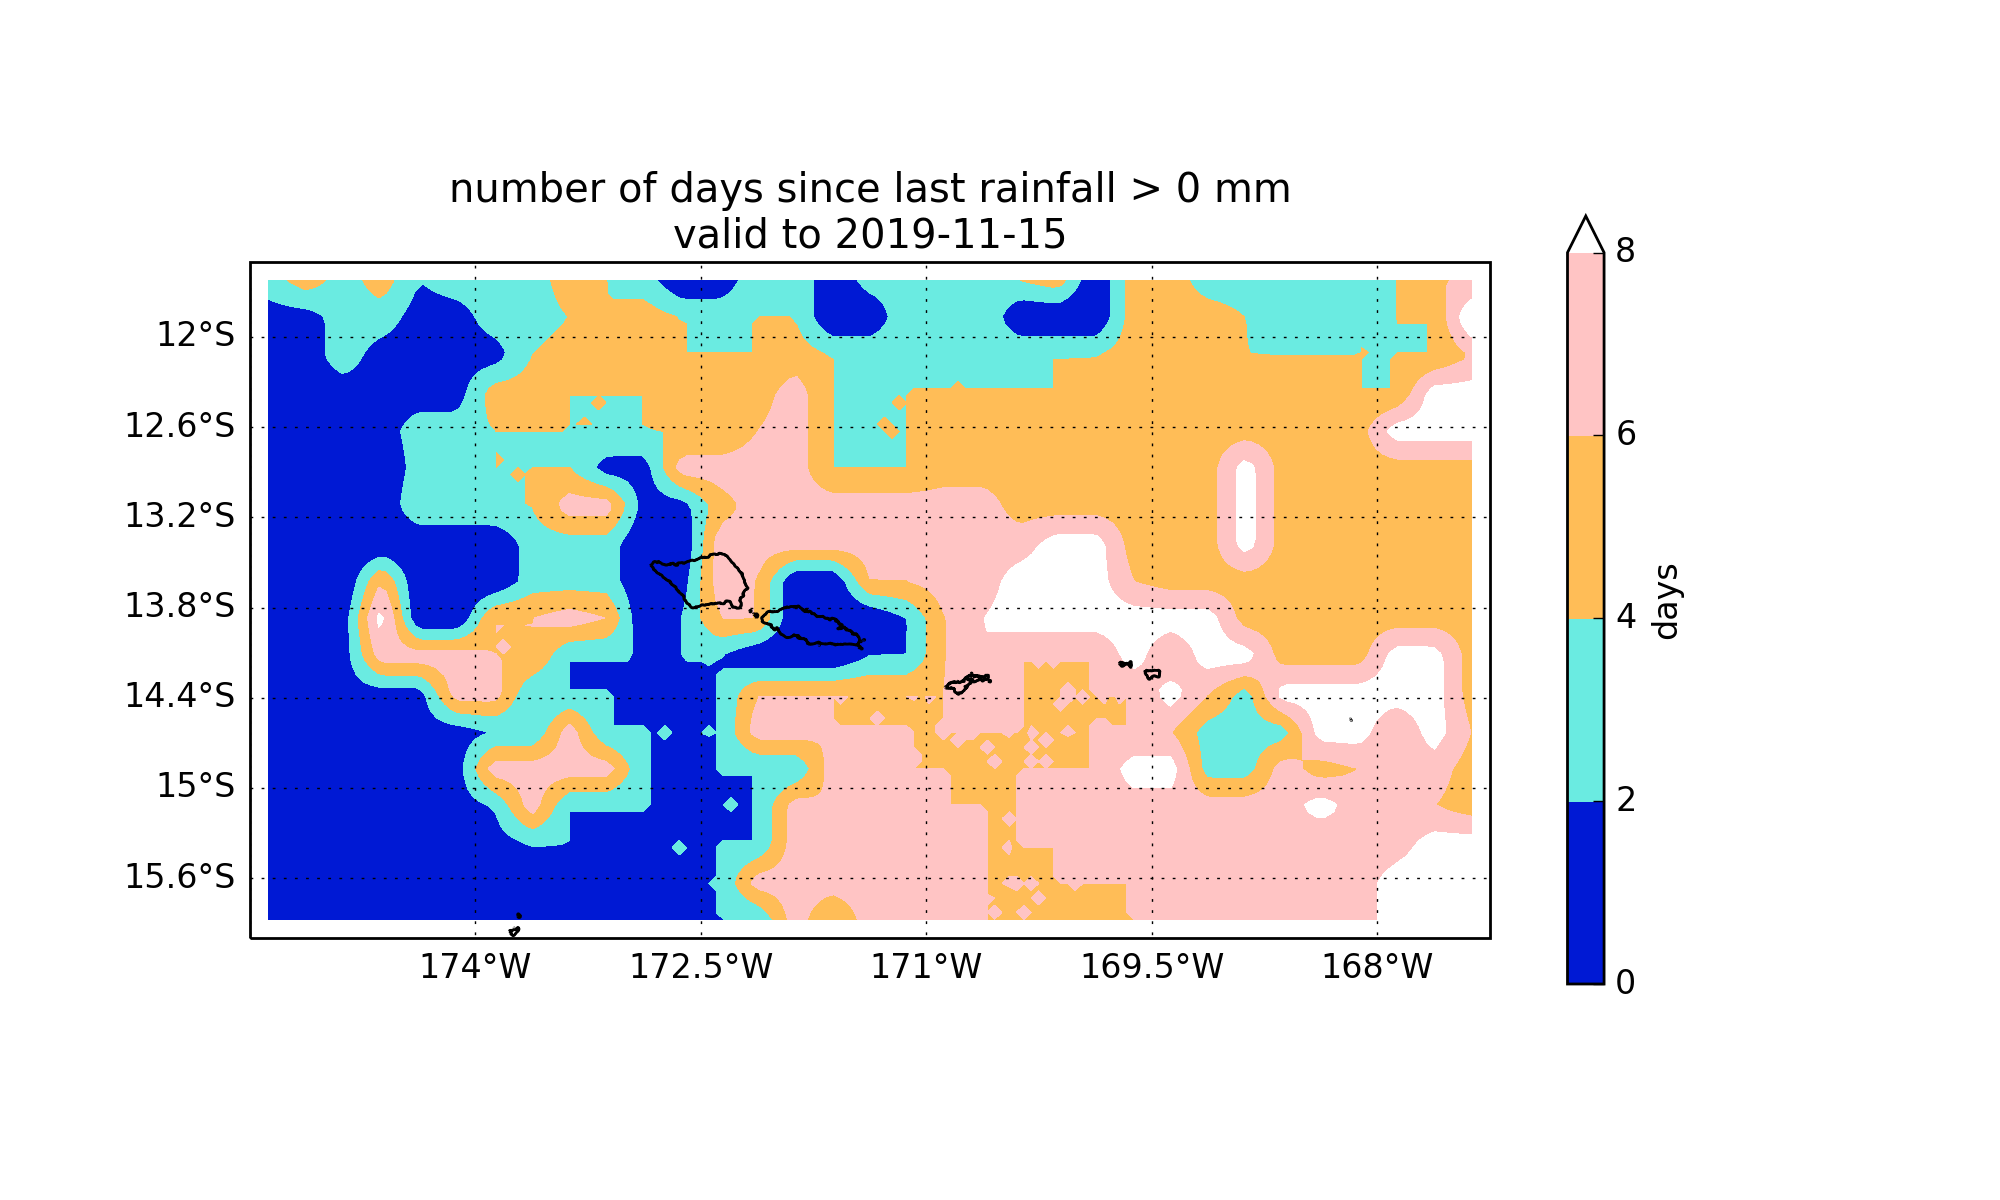 number of days since last rainfall > 0 mm
valid to 2019-11-15
12°S
12.6°S
13.2°S
13.8°S
14.4°S
15°S
15.6°S
174°W
172.5°W
171°W
169.5°W
168°W
8
6
4
2
0
days